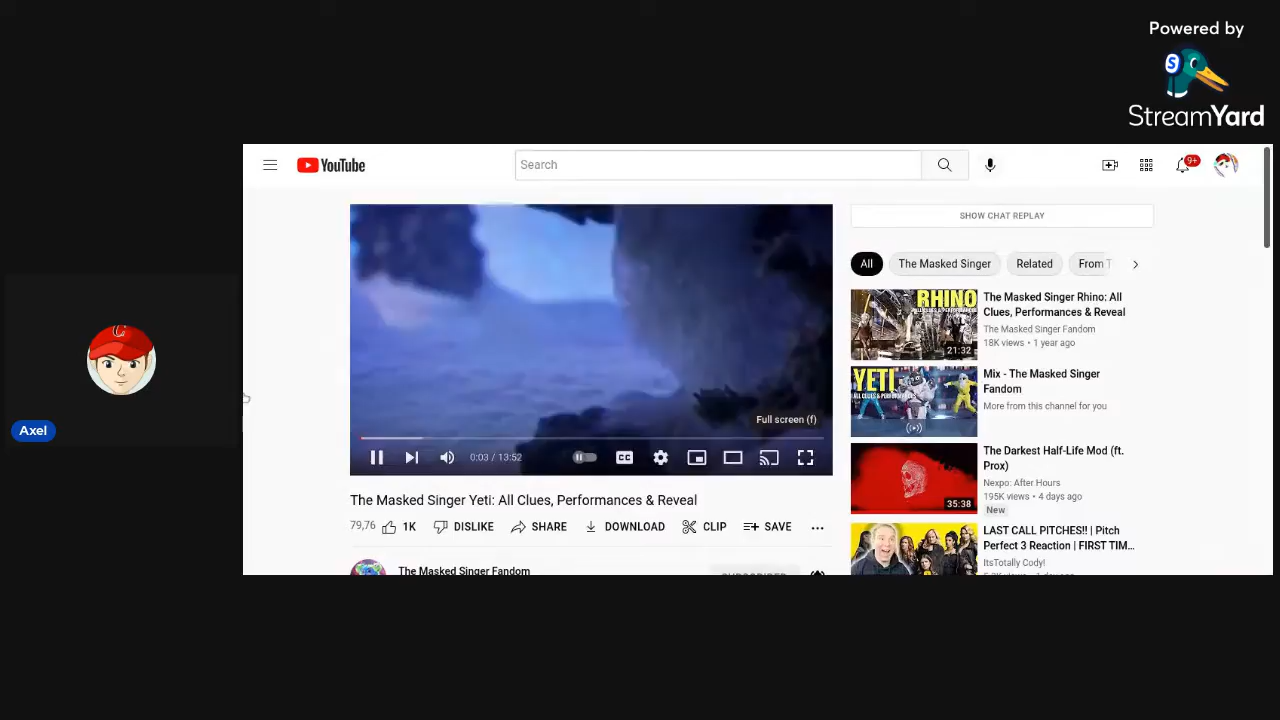 Powered by
StreamYard
YouTube
Search
9+
Full screen (f)
0:03 / 13:52
CC
The Masked Singer Yeti: All Clues, Performances & Reveal
79,76
1K
DISLIKE
SHARE
DOWNLOAD
CLIP
SAVE
The Masked Singer Fandom
SHOW CHAT REPLAY
All
The Masked Singer
Related
From T
RHINO
21:32
The Masked Singer Rhino: All
Clues, Performances & Reveal
The Masked Singer Fandom
18K views • 1 year ago
YETI
Mix - The Masked Singer
Fandom
More from this channel for you
35:38
The Darkest Half-Life Mod (ft.
Prox)
Nexpo: After Hours
195K views • 4 days ago
New
LAST CALL PITCHES!! | Pitch
Perfect 3 Reaction | FIRST TIM...
ItsTotally Cody!
Axel
C
S